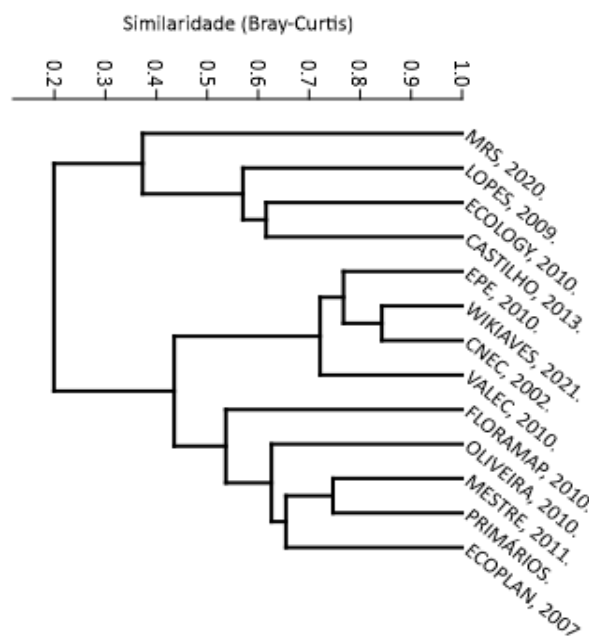 Similaridade (Bray-Curtis)
0.2 0.3 0.4 0.5 0.6 0.7 0.8 0.9 1.0
MRS, 2020.
LOPES, 2009.
ECOLOGY, 2010.
CASTILHO, 2013.
EPE, 2010.
WIKIAVES, 2021.
CNEC, 2002.
VALEC, 2010.
FLORAMAP, 2010.
OLIVEIRA, 2010.
MESTRE, 2011.
PRIMÁRIOS.
ECOPLAN, 2007